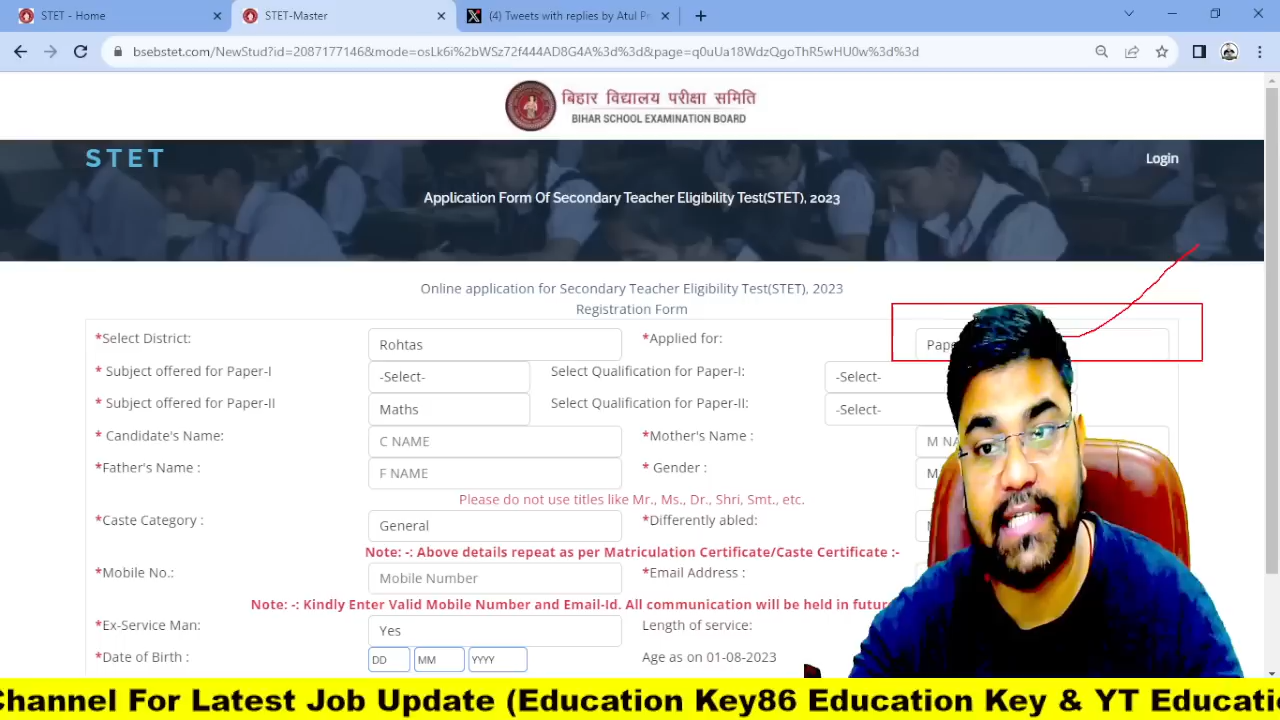 STET - Home
STET-Master
(4) Tweets with replies by Atul Pr
bsebstet.com/NewStud?id=2087177146&mode=osLk6i%2bWSz72f444AD8G4A%3d%3d&page=q0uUa18WdzQgoThR5wHU0w%3d%3d
बिहार विद्यालय परीक्षा समिति
BIHAR SCHOOL EXAMINATION BOARD
STET
Login
Application Form Of Secondary Teacher Eligibility Test(STET), 2023
Online application for Secondary Teacher Eligibility Test(STET), 2023
Registration Form
*Select District: Rohtas *Applied for:
* Subject offered for Paper-I -Select- Select Qualification for Paper-I: -Select-
* Subject offered for Paper-II Maths Select Qualification for Paper-II: -Select-
* Candidate's Name: C NAME *Mother's Name : M
*Father's Name : F NAME * Gender :
Please do not use titles like Mr., Ms., Dr., Shri, Smt., etc.
*Caste Category : General *Differently abled:
Note: -: Above details repeat as per Matriculation Certificate/Caste Certificate :-
*Mobile No.: Mobile Number *Email Address :
Note: -: Kindly Enter Valid Mobile Number and Email-Id. All communication will be held in futur
*Ex-Service Man: Yes Length of service:
*Date of Birth : DD MM YYYY Age as on 01-08-2023
Channel For Latest Job Update (Education Key86 Education Key & YT Educatio